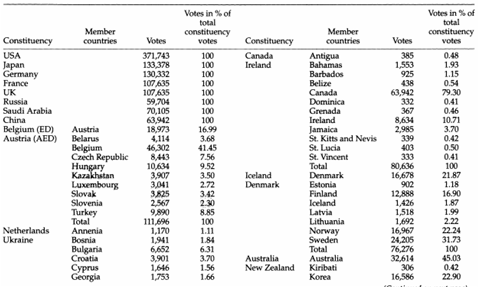 Votes in % of
total
Member constituency
Constituency countries Votes votes
USA 371,743 100
Japan 133,378 100
Germany 130,332 100
France 107,635 100
UK 107,635 100
Russia 59,704 100
Saudi Arabia 70,105 100
China 63,942 100
Belgium (ED) Austria 18,973 16.99
Austria (AED) Belarus 4,114 3.68
Belgium 46,302 41.45
Czech Republic 8,443 7.56
Hungary 10,634 9.52
Kazakhstan 3,907 3.50
Luxembourg 3,041 2.72
Slovak 3,825 3.42
Slovenia 2,567 2.30
Turkey 9,890 8.85
Total 111,696 100
Netherlands Annenia 1,170 1.11
Ukraine Bosnia 1,941 1.84
Bulgaria 6,652 6.31
Croatia 3,901 3.70
Cyprus 1,646 1.56
Georgia 1,753 1.66
Votes in % of
total
Member constituency
Constituency countries Votes votes
Canada Antigua 385 0.48
Ireland Bahamas 1,553 1.93
Barbados 925 1.15
Belize 438 0.54
Canada 63,942 79.30
Dominica 332 0.41
Grenada 367 0.46
Ireland 8,634 10.71
Jamaica 2,985 3.70
St. Kitts and Nevis 339 0.42
St. Lucia 403 0.50
St. Vincent 333 0.41
Total 80,636 100
Iceland Denmark 16,678 21.87
Denmark Estonia 902 1.18
Finland 12,888 16.90
Iceland 1,426 1.87
Latvia 1,518 1.99
Lithuania 1,692 2.22
Norway 16,967 22.24
Sweden 24,205 31.73
Total 76,276 100
Australia Australia 32,614 45.03
New Zealand Kiribati 306 0.42
Korea 16,586 22.90